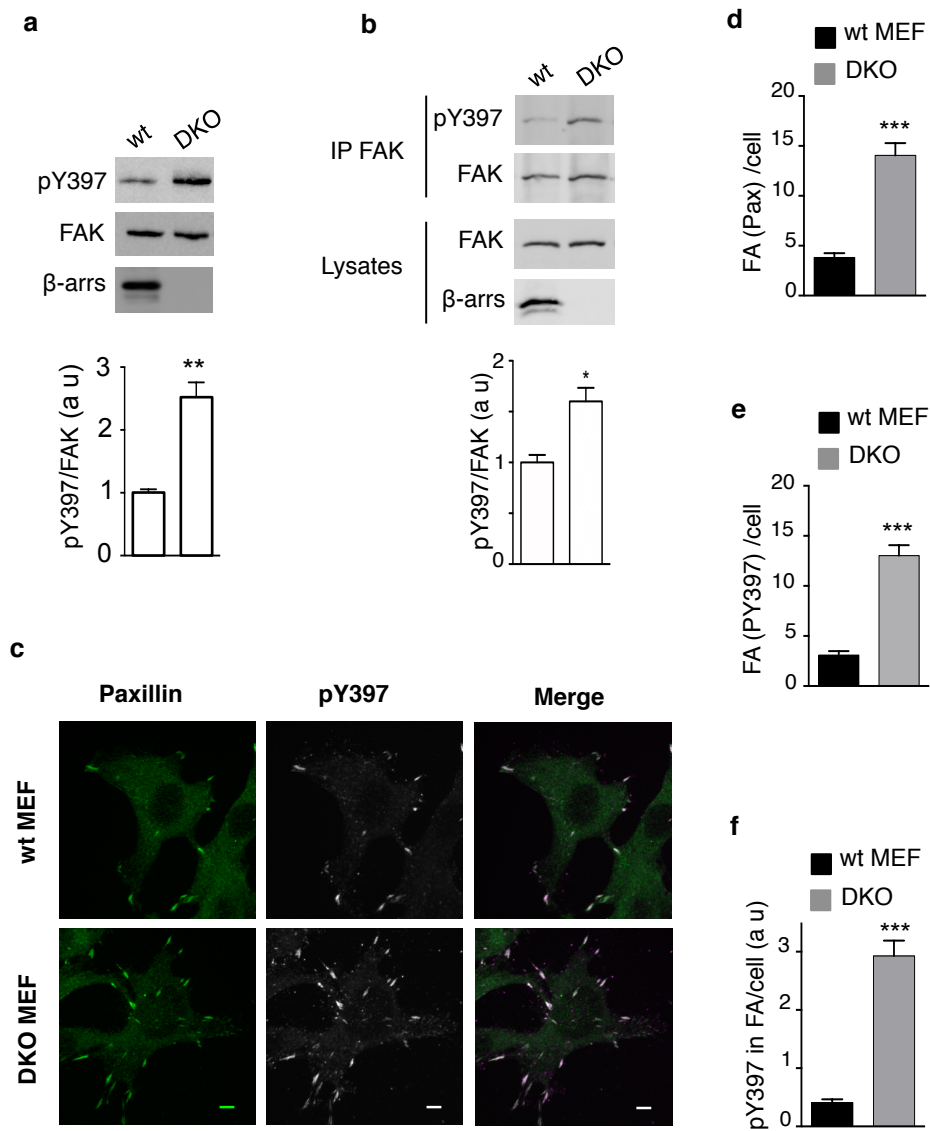 a
wt DKO
pY397
FAK
β-arrs
pY397/FAK (a u)
3
2
1
0
**
b
wt DKO
IP FAK
pY397
FAK
Lysates
FAK
β-arrs
pY397/FAK (a u)
2
1
0
*
c
Paxillin pY397 Merge
wt MEF
DKO MEF
d
wt MEF
DKO
FA (Pax) /cell
20
15
10
5
0
***
e
wt MEF
DKO
FA (PY397) /cell
20
15
10
5
0
***
f
wt MEF
DKO
pY397 in FA/cell (a u)
3
2
1
0
***